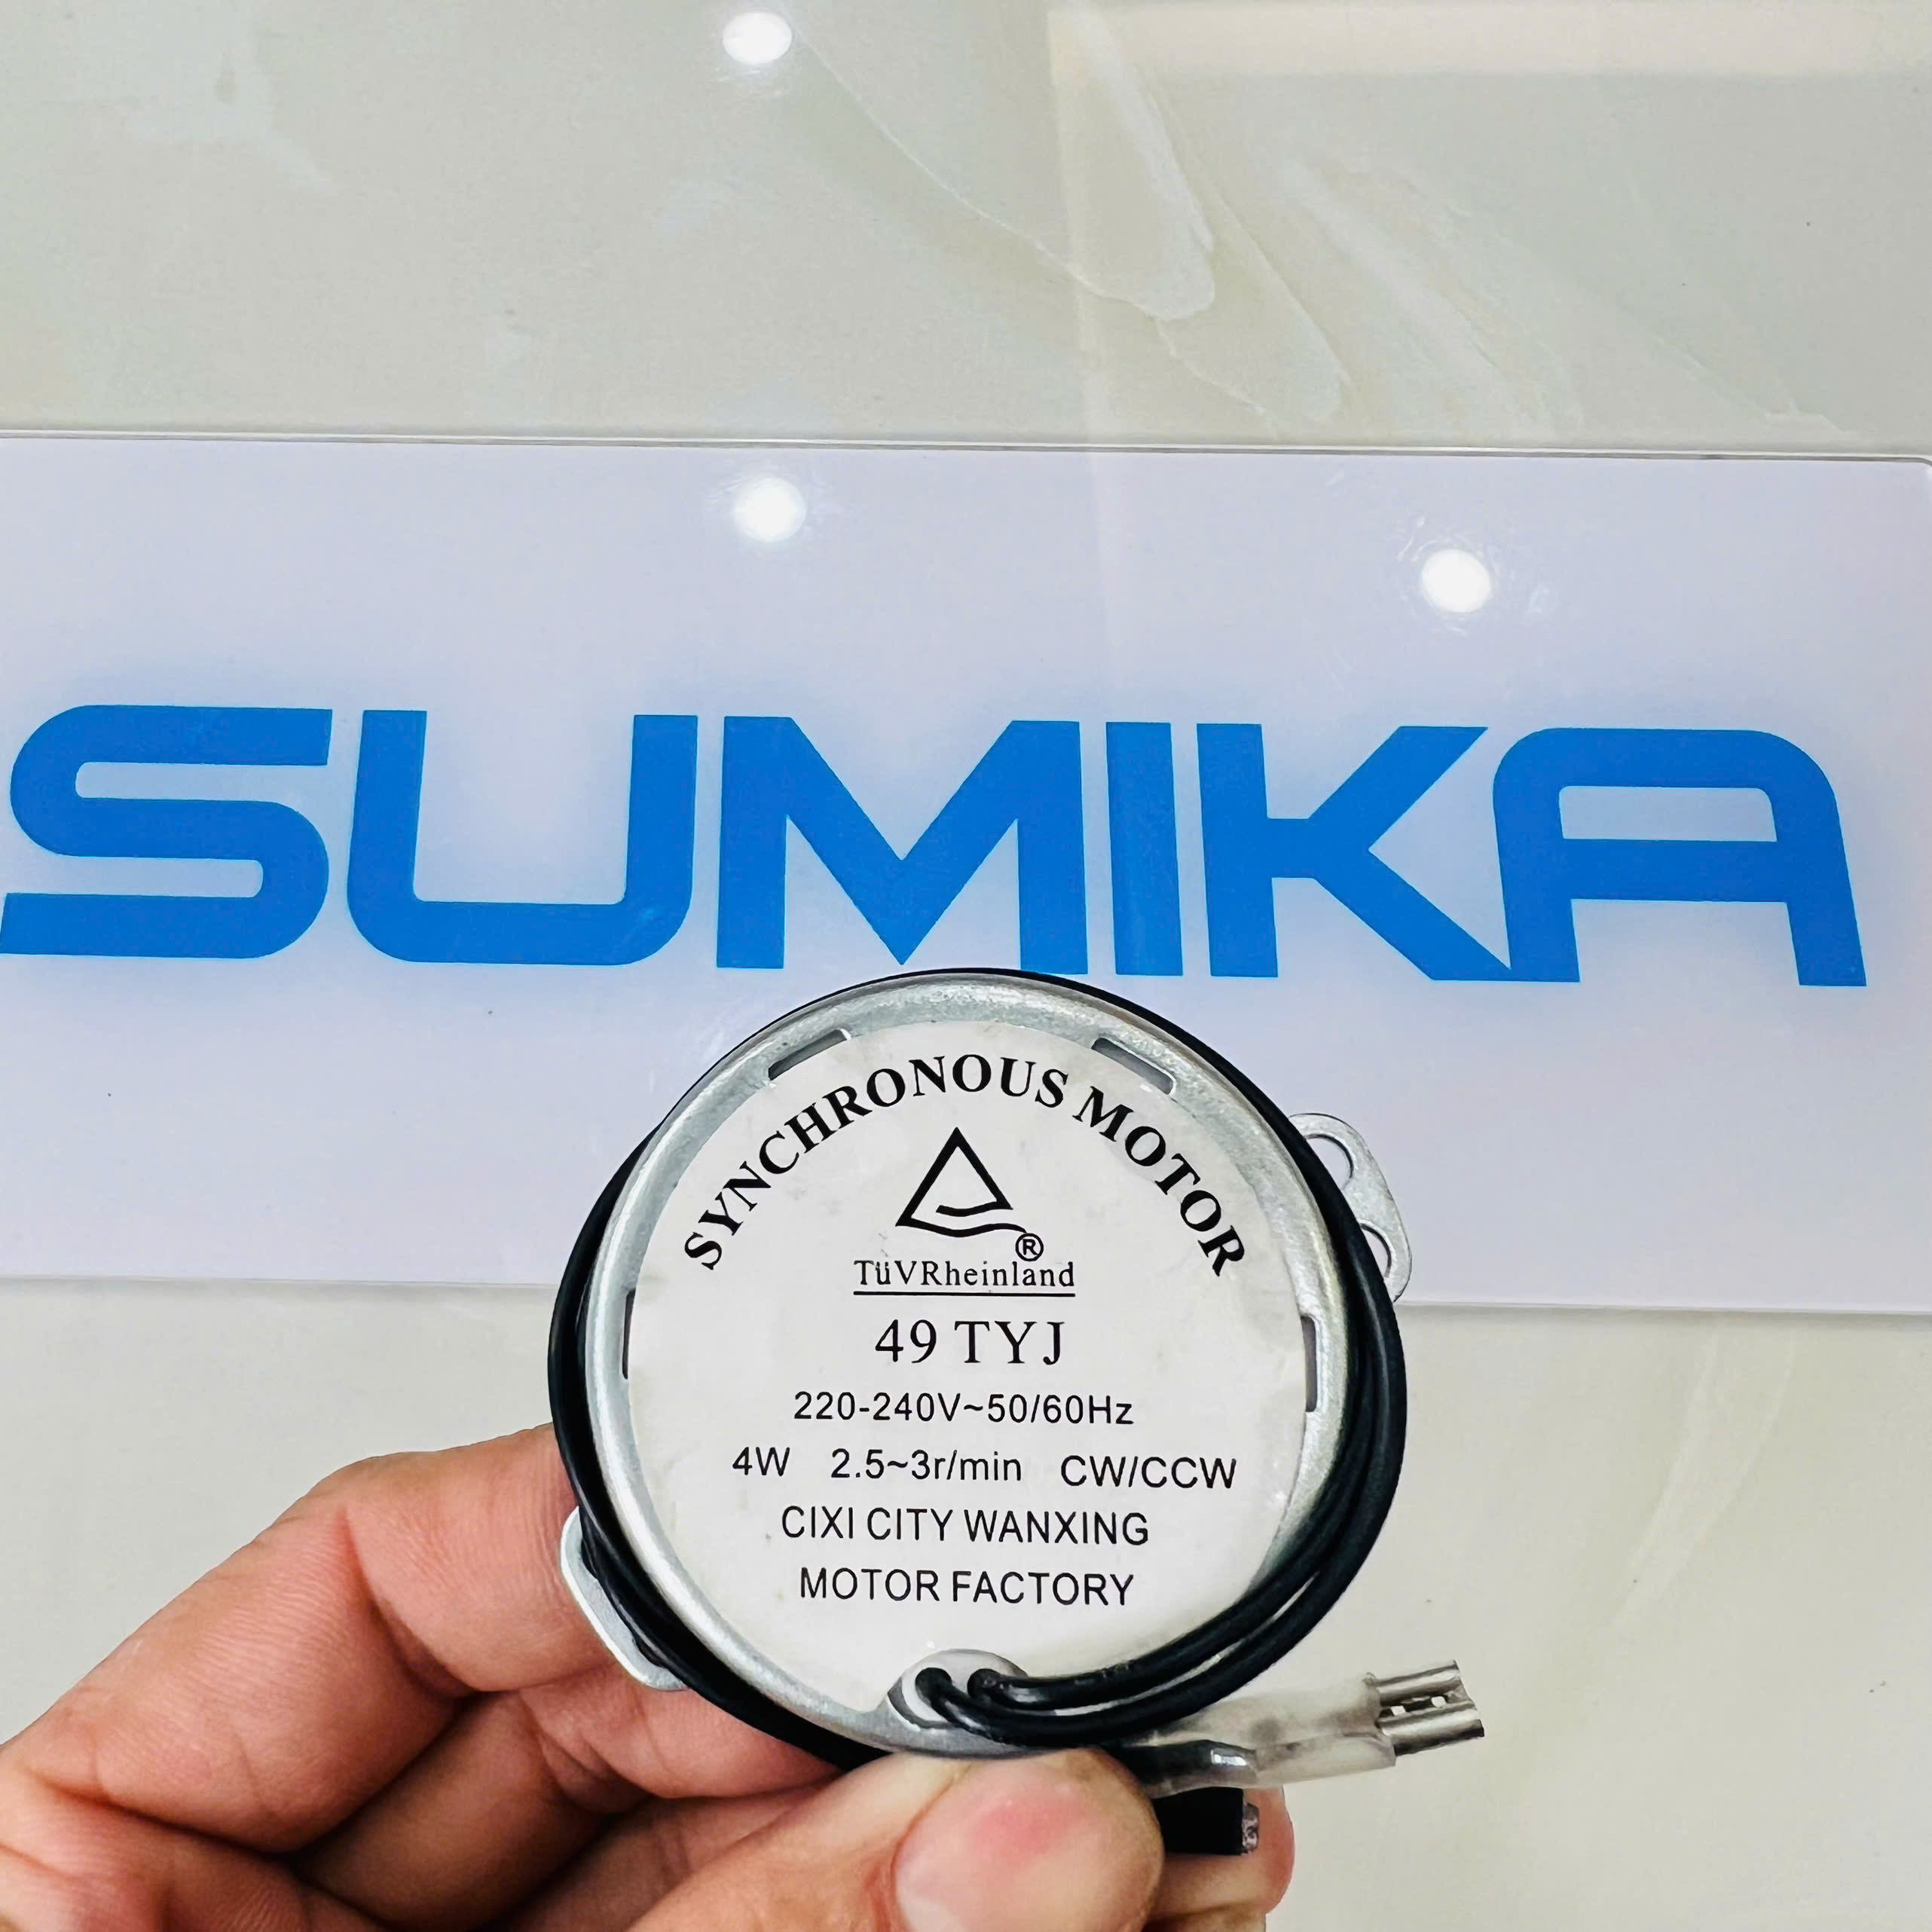 SUMIKA
SYNCHRONOUS MOTOR
®
TüVRheinland
49 TYJ
220-240V~50/60Hz
4W 2.5~3r/min CW/CCW
CIXI CITY WANXING
MOTOR FACTORY